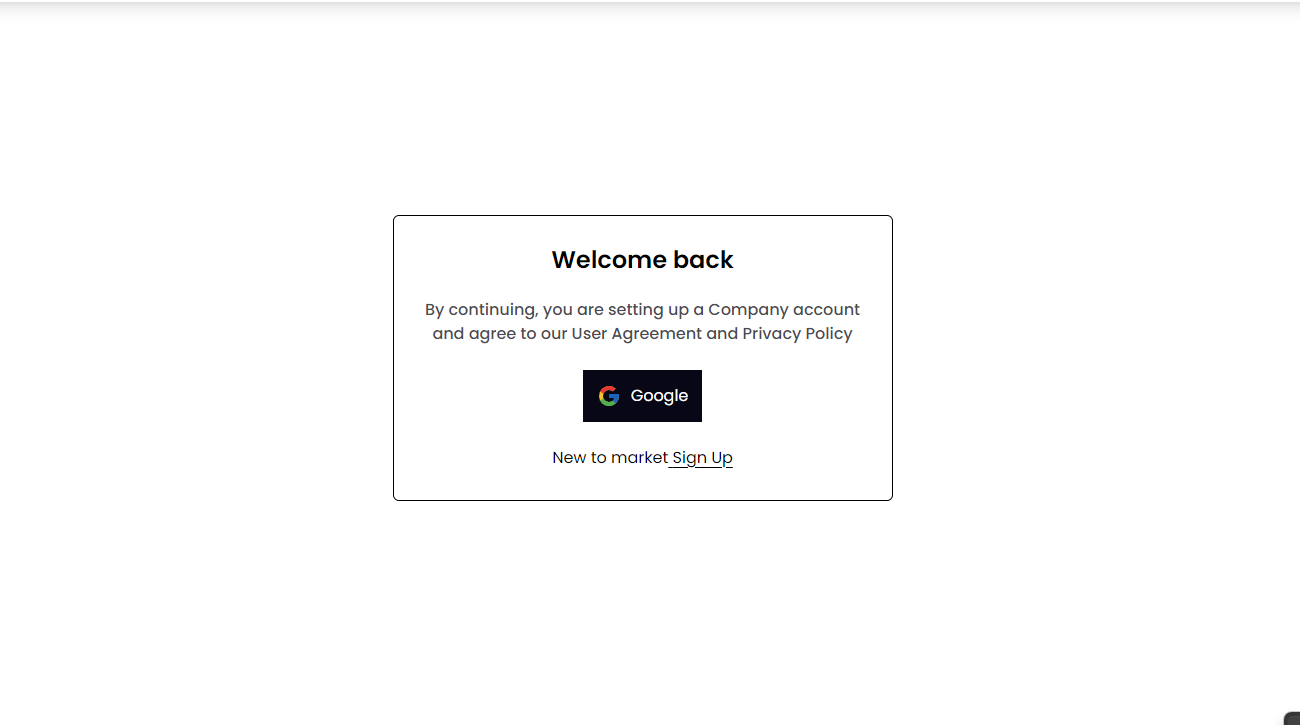 Welcome back
By continuing, you are setting up a Company account
and agree to our User Agreement and Privacy Policy
Google
New to market Sign Up